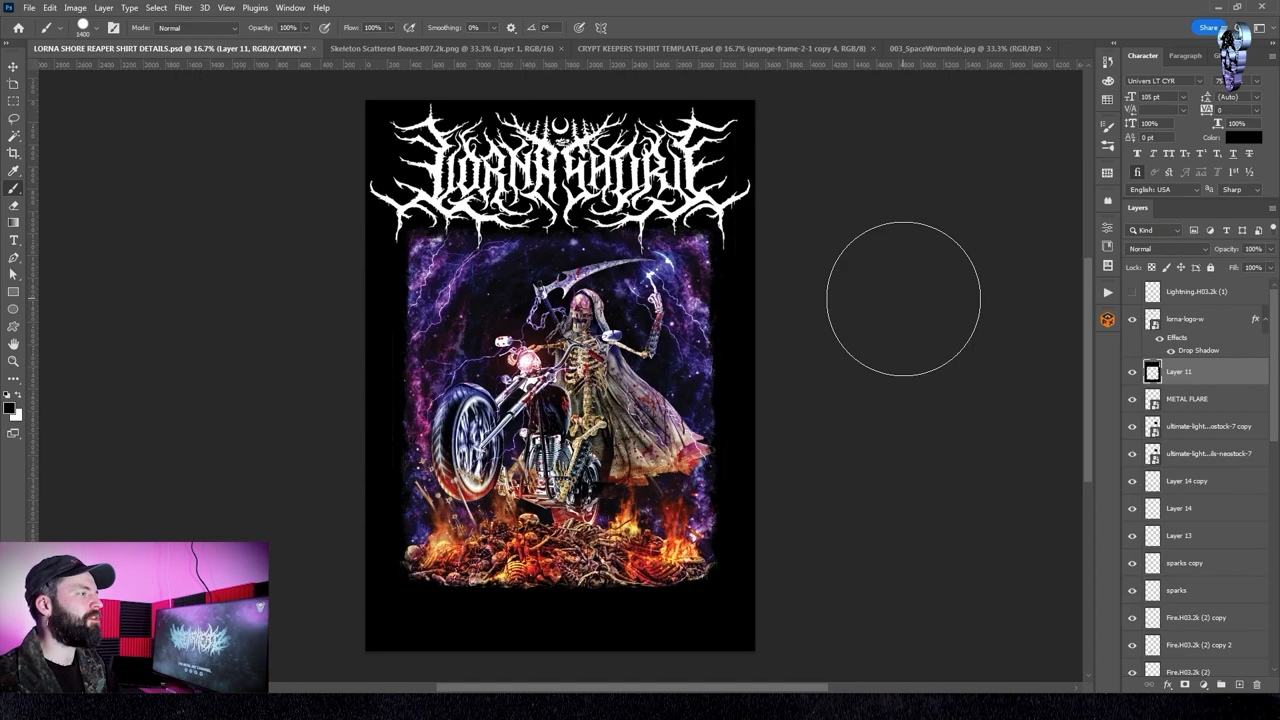 Ps File Edit Image Layer Type Select Filter 3D View Plugins Window Help
1400 Mode: Normal Opacity: 100% Flow: 100% Smoothing: 0% 0° Share
LORNA SHORE REAPER SHIRT DETAILS.psd @ 16.7% (Layer 11, RGB/8/CMYK) * Skeleton Scattered Bones.B07.2k.png @ 33.3% (Layer 1, RGB/16) CRYPT KEEPERS TSHIRT TEMPLATE.psd @ 16.7% (grunge-frame-2-1 copy 4, RGB/8) 003_SpaceWormhole.jpg @ 33.3% (RGB/8#)
Character Paragraph
Univers LT CYR
105 pt (Auto)
0
100% 100%
0 pt Color:
English: USA Sharp
Layers
Kind
Normal Opacity: 100%
Lock: Fill: 100%
Lightning.H03.2k (1)
lorna-logo-w fx
Effects
Drop Shadow
Layer 11
METAL FLARE
ultimate-light...ostock-7 copy
ultimate-light...ils-neostock-7
Layer 14 copy
Layer 14
Layer 13
sparks copy
sparks
Fire.H03.2k (2) copy
Fire.H03.2k (2) copy 2
Fire.H03.2k (2)
LORNA SHORE